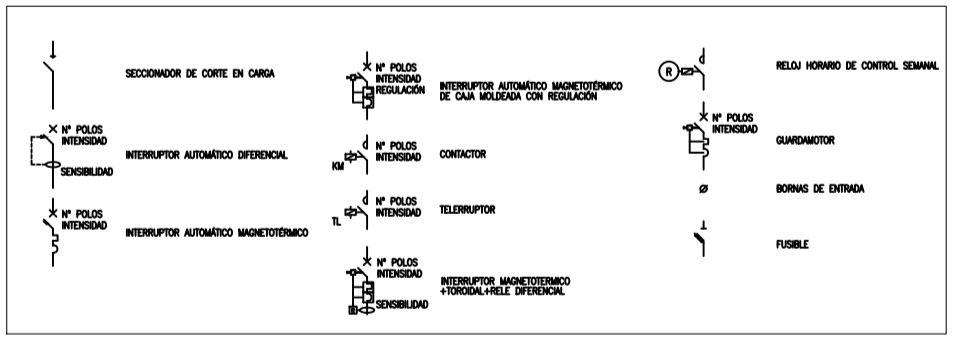 SECCIONADOR DE CORTE EN CARGA
Nº POLOS
INTENSIDAD
SENSIBILIDAD
INTERRUPTOR AUTOMÁTICO DIFERENCIAL
Nº POLOS
INTENSIDAD
INTERRUPTOR AUTOMÁTICO MAGNETOTÉRMICO
Nº POLOS
INTENSIDAD
REGULACIÓN
INTERRUPTOR AUTOMÁTICO MAGNETOTÉRMICO
DE CAJA MOLDEADA CON REGULACIÓN
KM
Nº POLOS
INTENSIDAD
CONTACTOR
TL
Nº POLOS
INTENSIDAD
TELERRUPTOR
Nº POLOS
INTENSIDAD
SENSIBILIDAD
INTERRUPTOR MAGNETOTERMICO
+TOROIDAL+RELE DIFERENCIAL
R
RELOJ HORARIO DE CONTROL SEMANAL
Nº POLOS
INTENSIDAD
GUARDAMOTOR
BORNAS DE ENTRADA
FUSIBLE